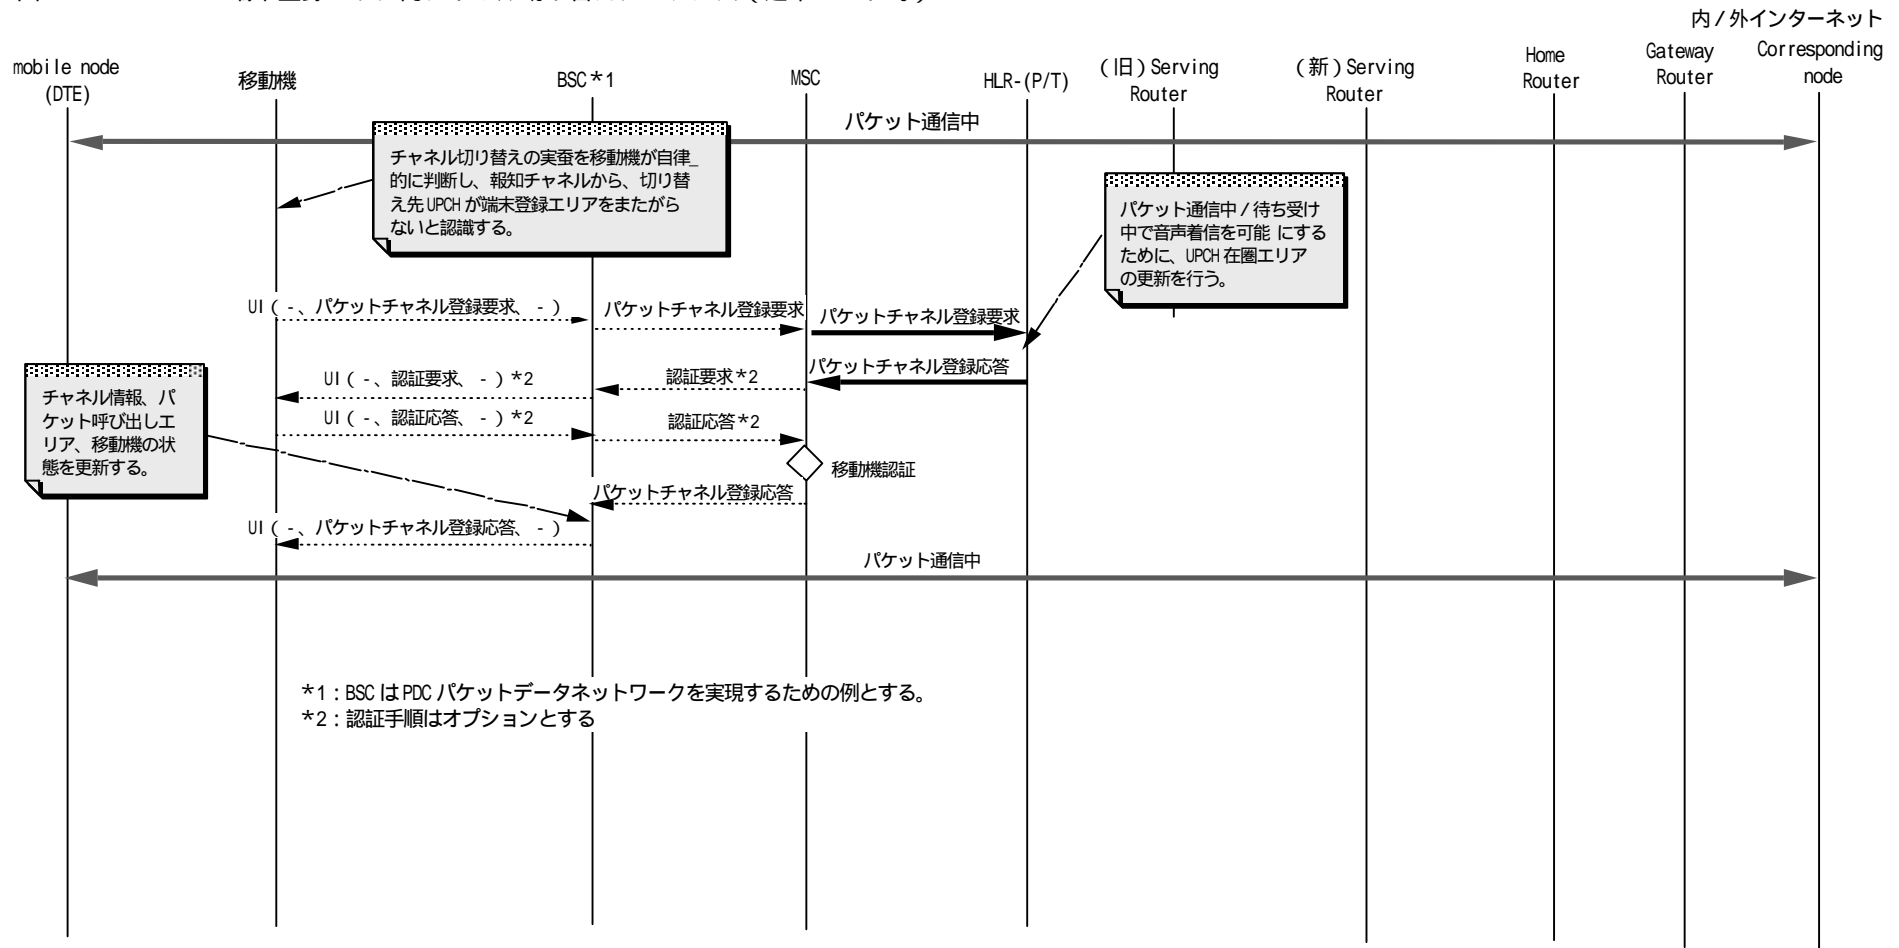 内/外インターネット
mobile node
(DTE)
移動機
BSC*1
MSC
HLR-(P/T)
(旧)Serving
Router
(新)Serving
Router
Home
Router
Gateway
Router
Corresponding
node
パケット通信中
チャネル切り替えの実蚕を移動機が自律_
的に判断し、報知チャネルから、切り替
え先UPCHが端末登録エリアをまたがら
ないと認識する。
パケット通信中/待ち受け
中で音声着信を可能 にする
ために、UPCH在圏エリア
の更新を行う。
UI(-、パケットチャネル登録要求、-)
パケットチャネル登録要求
パケットチャネル登録要求
パケットチャネル登録応答
UI(-、認証要求、-)*2
認証要求*2
チャネル情報、パ
ケット呼び出しエ
リア、移動機の状
態を更新する。
UI(-、認証応答、-)*2
認証応答*2
移動機認証
パケットチャネル登録応答
UI(-、パケットチャネル登録応答、-)
パケット通信中
*1:BSCはPDCパケットデータネットワークを実現するための例とする。
*2:認証手順はオプションとする